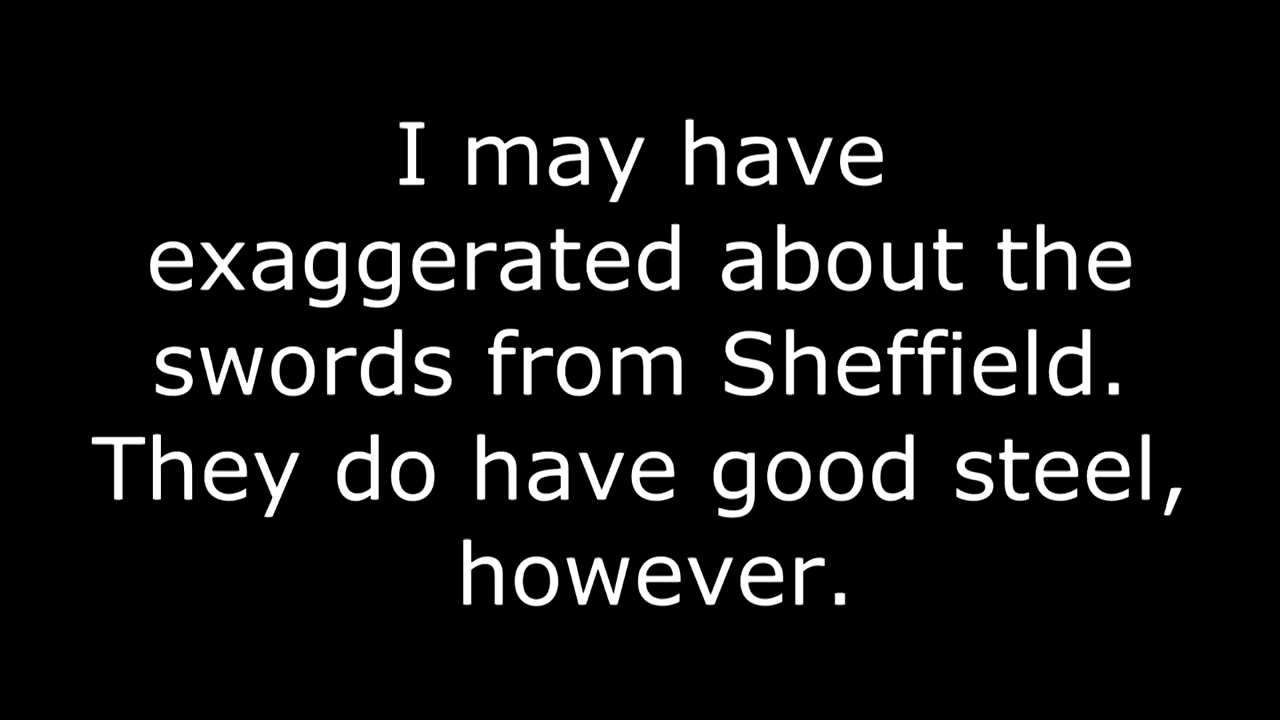 I may have
exaggerated about the
swords from Sheffield.
They do have good steel,
however.